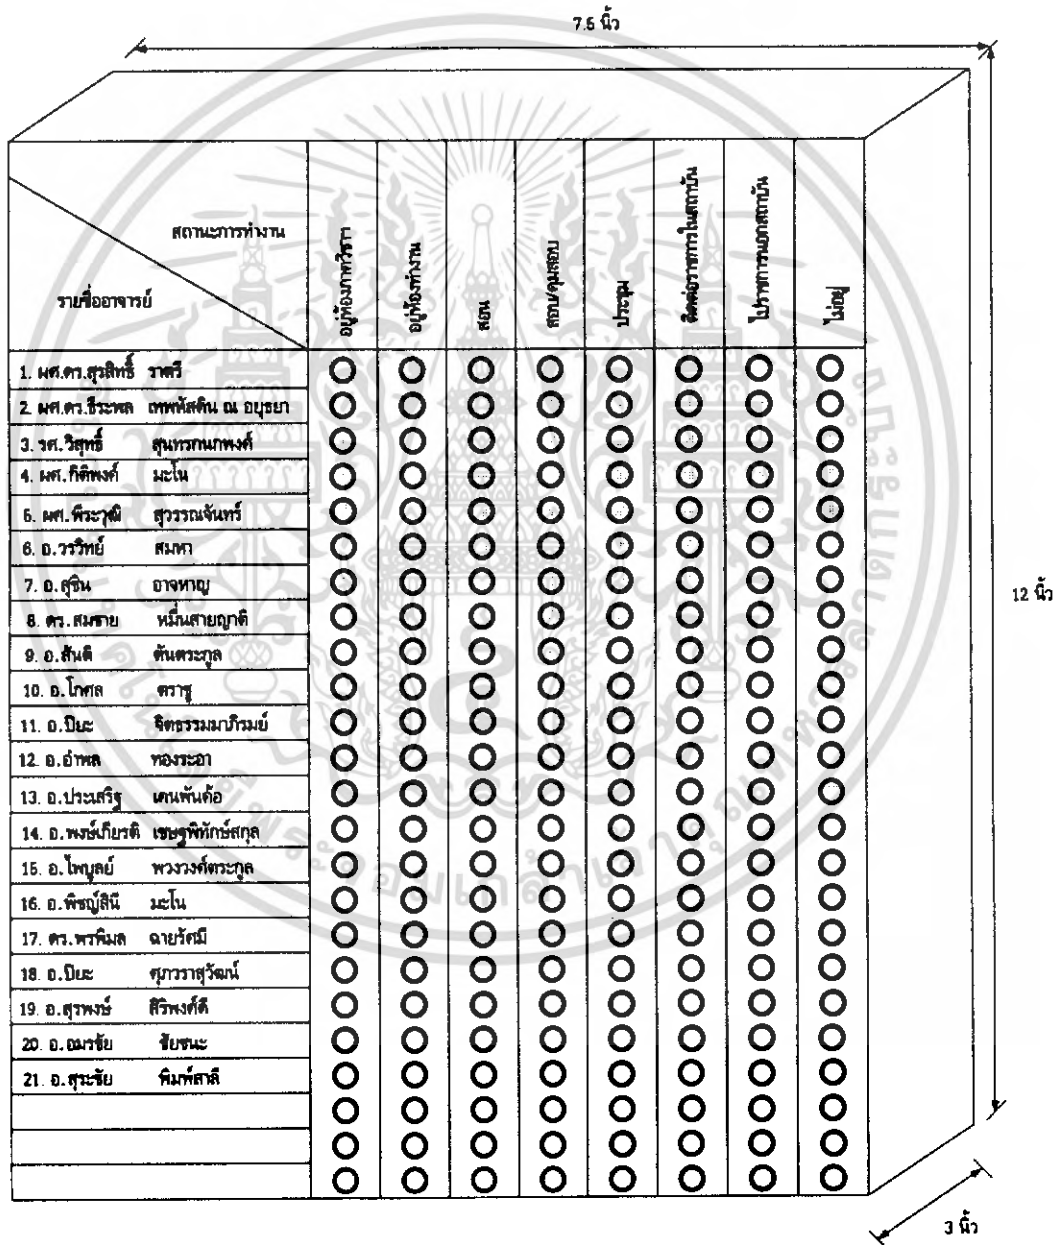 7.5 นิ้ว
สถานะการทำงาน
รายชื่ออาจารย์
อยู่ห้องภาควิชาฯ
อยู่ห้องทำงาน
สอน
สอบ/คุมสอบ
ประชุม
ติดต่อราชการในสถาบัน
ไปราชการนอกสถาบัน
ไม่อยู่
1. ผศ.ดร.สุรสิทธิ์ ราตรี
2. ผศ.ดร.ธีระพล เทพหัสดิน ณ อยุธยา
3. รศ.วิสุทธิ์ สุนทรกนกพงศ์
4. ผศ.กิติพงค์ มะโน
5. ผศ.พีระวุฒิ สุวรรณจันทร์
6. อ.วรวิทย์ สมหา
7. อ.สุชิน อาจหาญ
8. ดร.สมชาย หมื่นสายญาติ
9. อ.สันติ ตันตระกูล
10. อ.โกศล ตราชู
11. อ.ปิยะ จิตธรรมมาภิรมย์
12. อ.อำพล ทองระอา
13. อ.ประเสริฐ เคนพันค้อ
14. อ.พงษ์เกียรติ เชษฐพิทักษ์สกุล
15. อ.ไพบูลย์ พวงวงศ์ตระกูล
16. อ.พิชญ์สินี มะโน
17. ดร.พรพิมล ฉายรัศมี
18. อ.ปิยะ ศุภวราสุวัฒน์
19. อ.สุรพงษ์ สิริพงศ์ดี
20. อ.อมรชัย ชัยชนะ
21. อ.สุระชัย พิมพ์สาลี
12 นิ้ว
3 นิ้ว